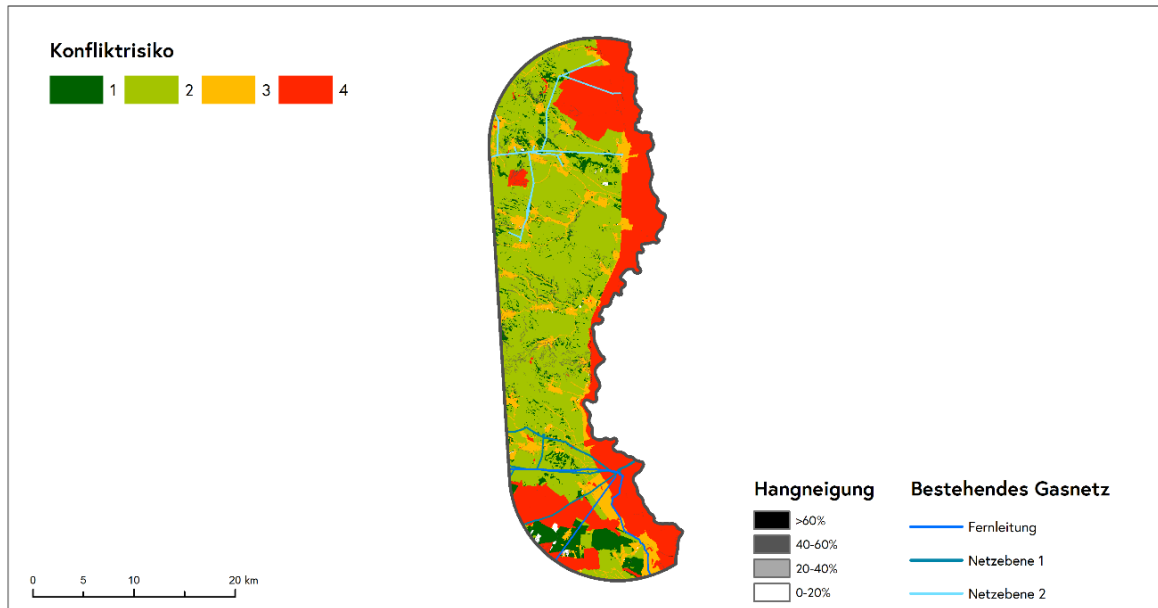 Konfliktrisiko
1 2 3 4
Hangneigung
>60%
40-60%
20-40%
0-20%
Bestehendes Gasnetz
Fernleitung
Netzebene 1
Netzebene 2
0 5 10 20 km